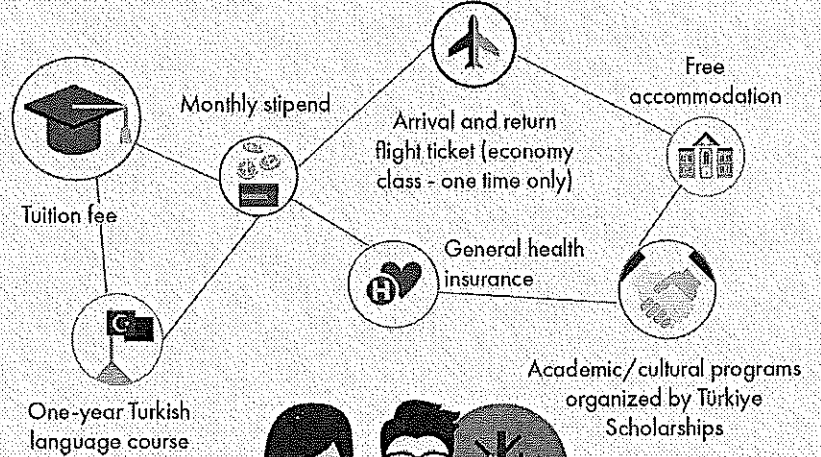 Monthly stipend
Free
accommodation
Arrival and return
flight ticket (economy
class - one time only)
Tuition fee
General health
insurance
H
Academic/cultural programs
organized by Türkiye
Scholarships
One-year Turkish
language course